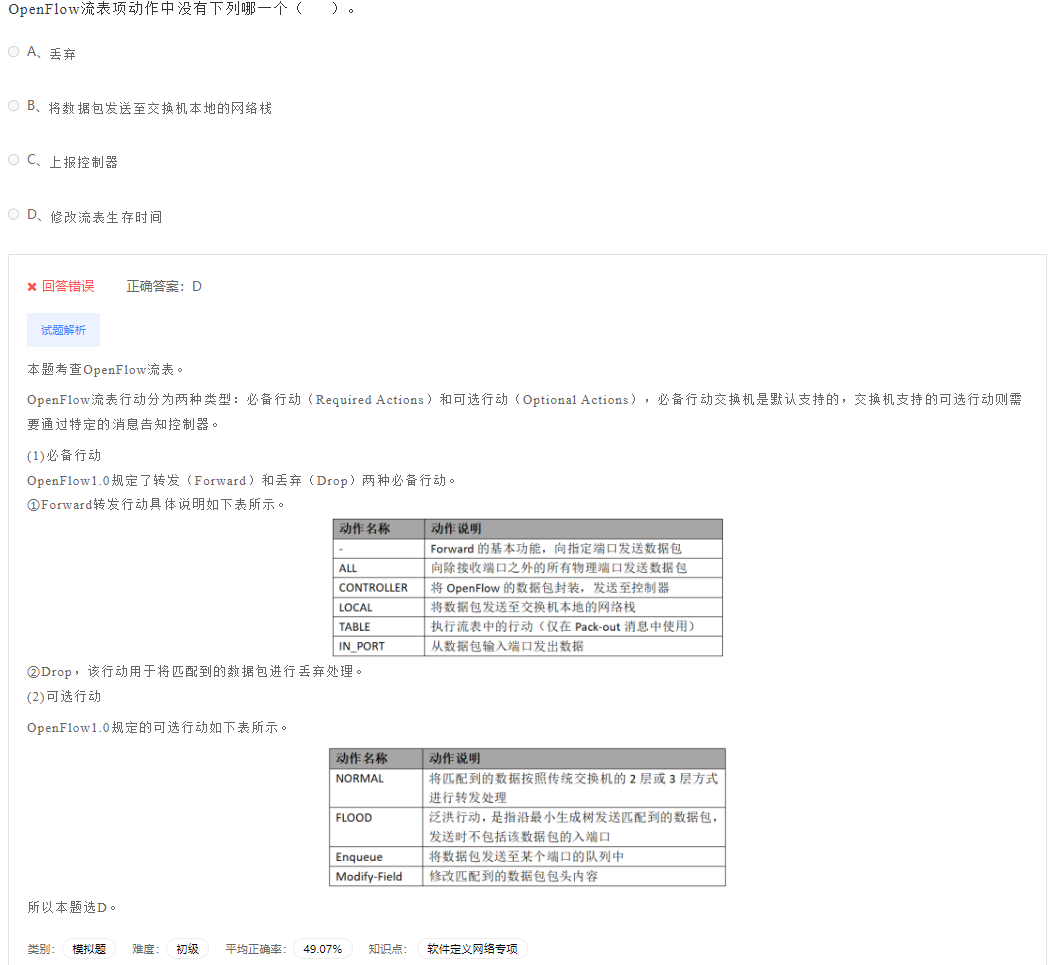 OpenFlow流表项动作中没有下列哪一个（　　）。
A、丢弃
B、将数据包发送至交换机本地的网络栈
C、上报控制器
D、修改流表生存时间
回答错误 正确答案：D
试题解析
本题考查OpenFlow流表。
OpenFlow流表行动分为两种类型：必备行动（Required Actions）和可选行动（Optional Actions），必备行动交换机是默认支持的，交换机支持的可选行动则需
要通过特定的消息告知控制器。
(1)必备行动
OpenFlow1.0规定了转发（Forward）和丢弃（Drop）两种必备行动。
①Forward转发行动具体说明如下表所示。
动作名称 动作说明
- Forward 的基本功能，向指定端口发送数据包
ALL 向除接收端口之外的所有物理端口发送数据包
CONTROLLER 将 OpenFlow 的数据包封装，发送至控制器
LOCAL 将数据包发送至交换机本地的网络栈
TABLE 执行流表中的行动（仅在 Pack-out 消息中使用）
IN_PORT 从数据包输入端口发出数据
②Drop，该行动用于将匹配到的数据包进行丢弃处理。
(2)可选行动
OpenFlow1.0规定的可选行动如下表所示。
动作名称 动作说明
NORMAL 将匹配到的数据按照传统交换机的 2 层或 3 层方式
进行转发处理
FLOOD 泛洪行动，是指沿最小生成树发送匹配到的数据包，
发送时不包括该数据包的入端口
Enqueue 将数据包发送至某个端口的队列中
Modify-Field 修改匹配到的数据包包头内容
所以本题选D。
类别： 模拟题 难度： 初级 平均正确率： 49.07% 知识点： 软件定义网络专项